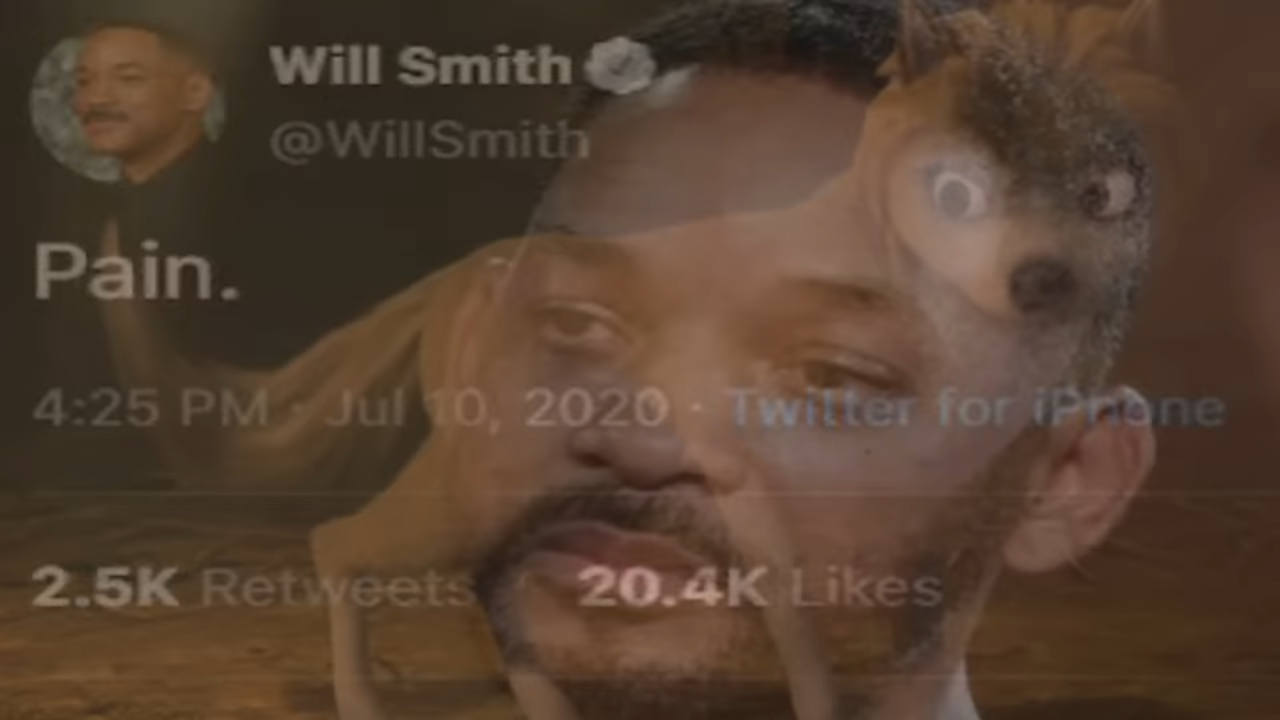 Will Smith
@WillSmith
Pain.
4:25 PM · Jul 10, 2020 · Twitter for iPhone
2.5K Retweets 20.4K Likes